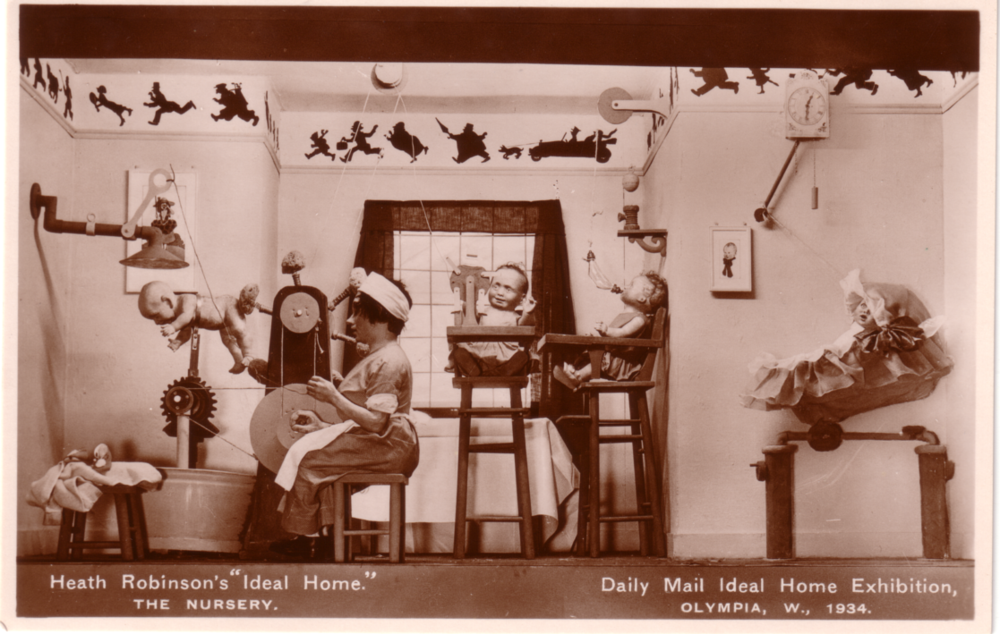 Heath Robinson's "Ideal Home."
THE NURSERY.
Daily Mail Ideal Home Exhibition,
OLYMPIA, W., 1934.